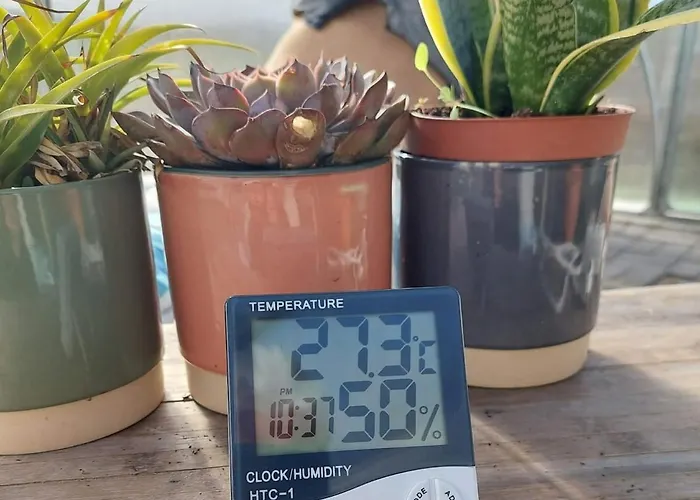 TEMPERATURE
27.3°C
PM
10:37 50%
CLOCK/HUMIDITY
HTC-1